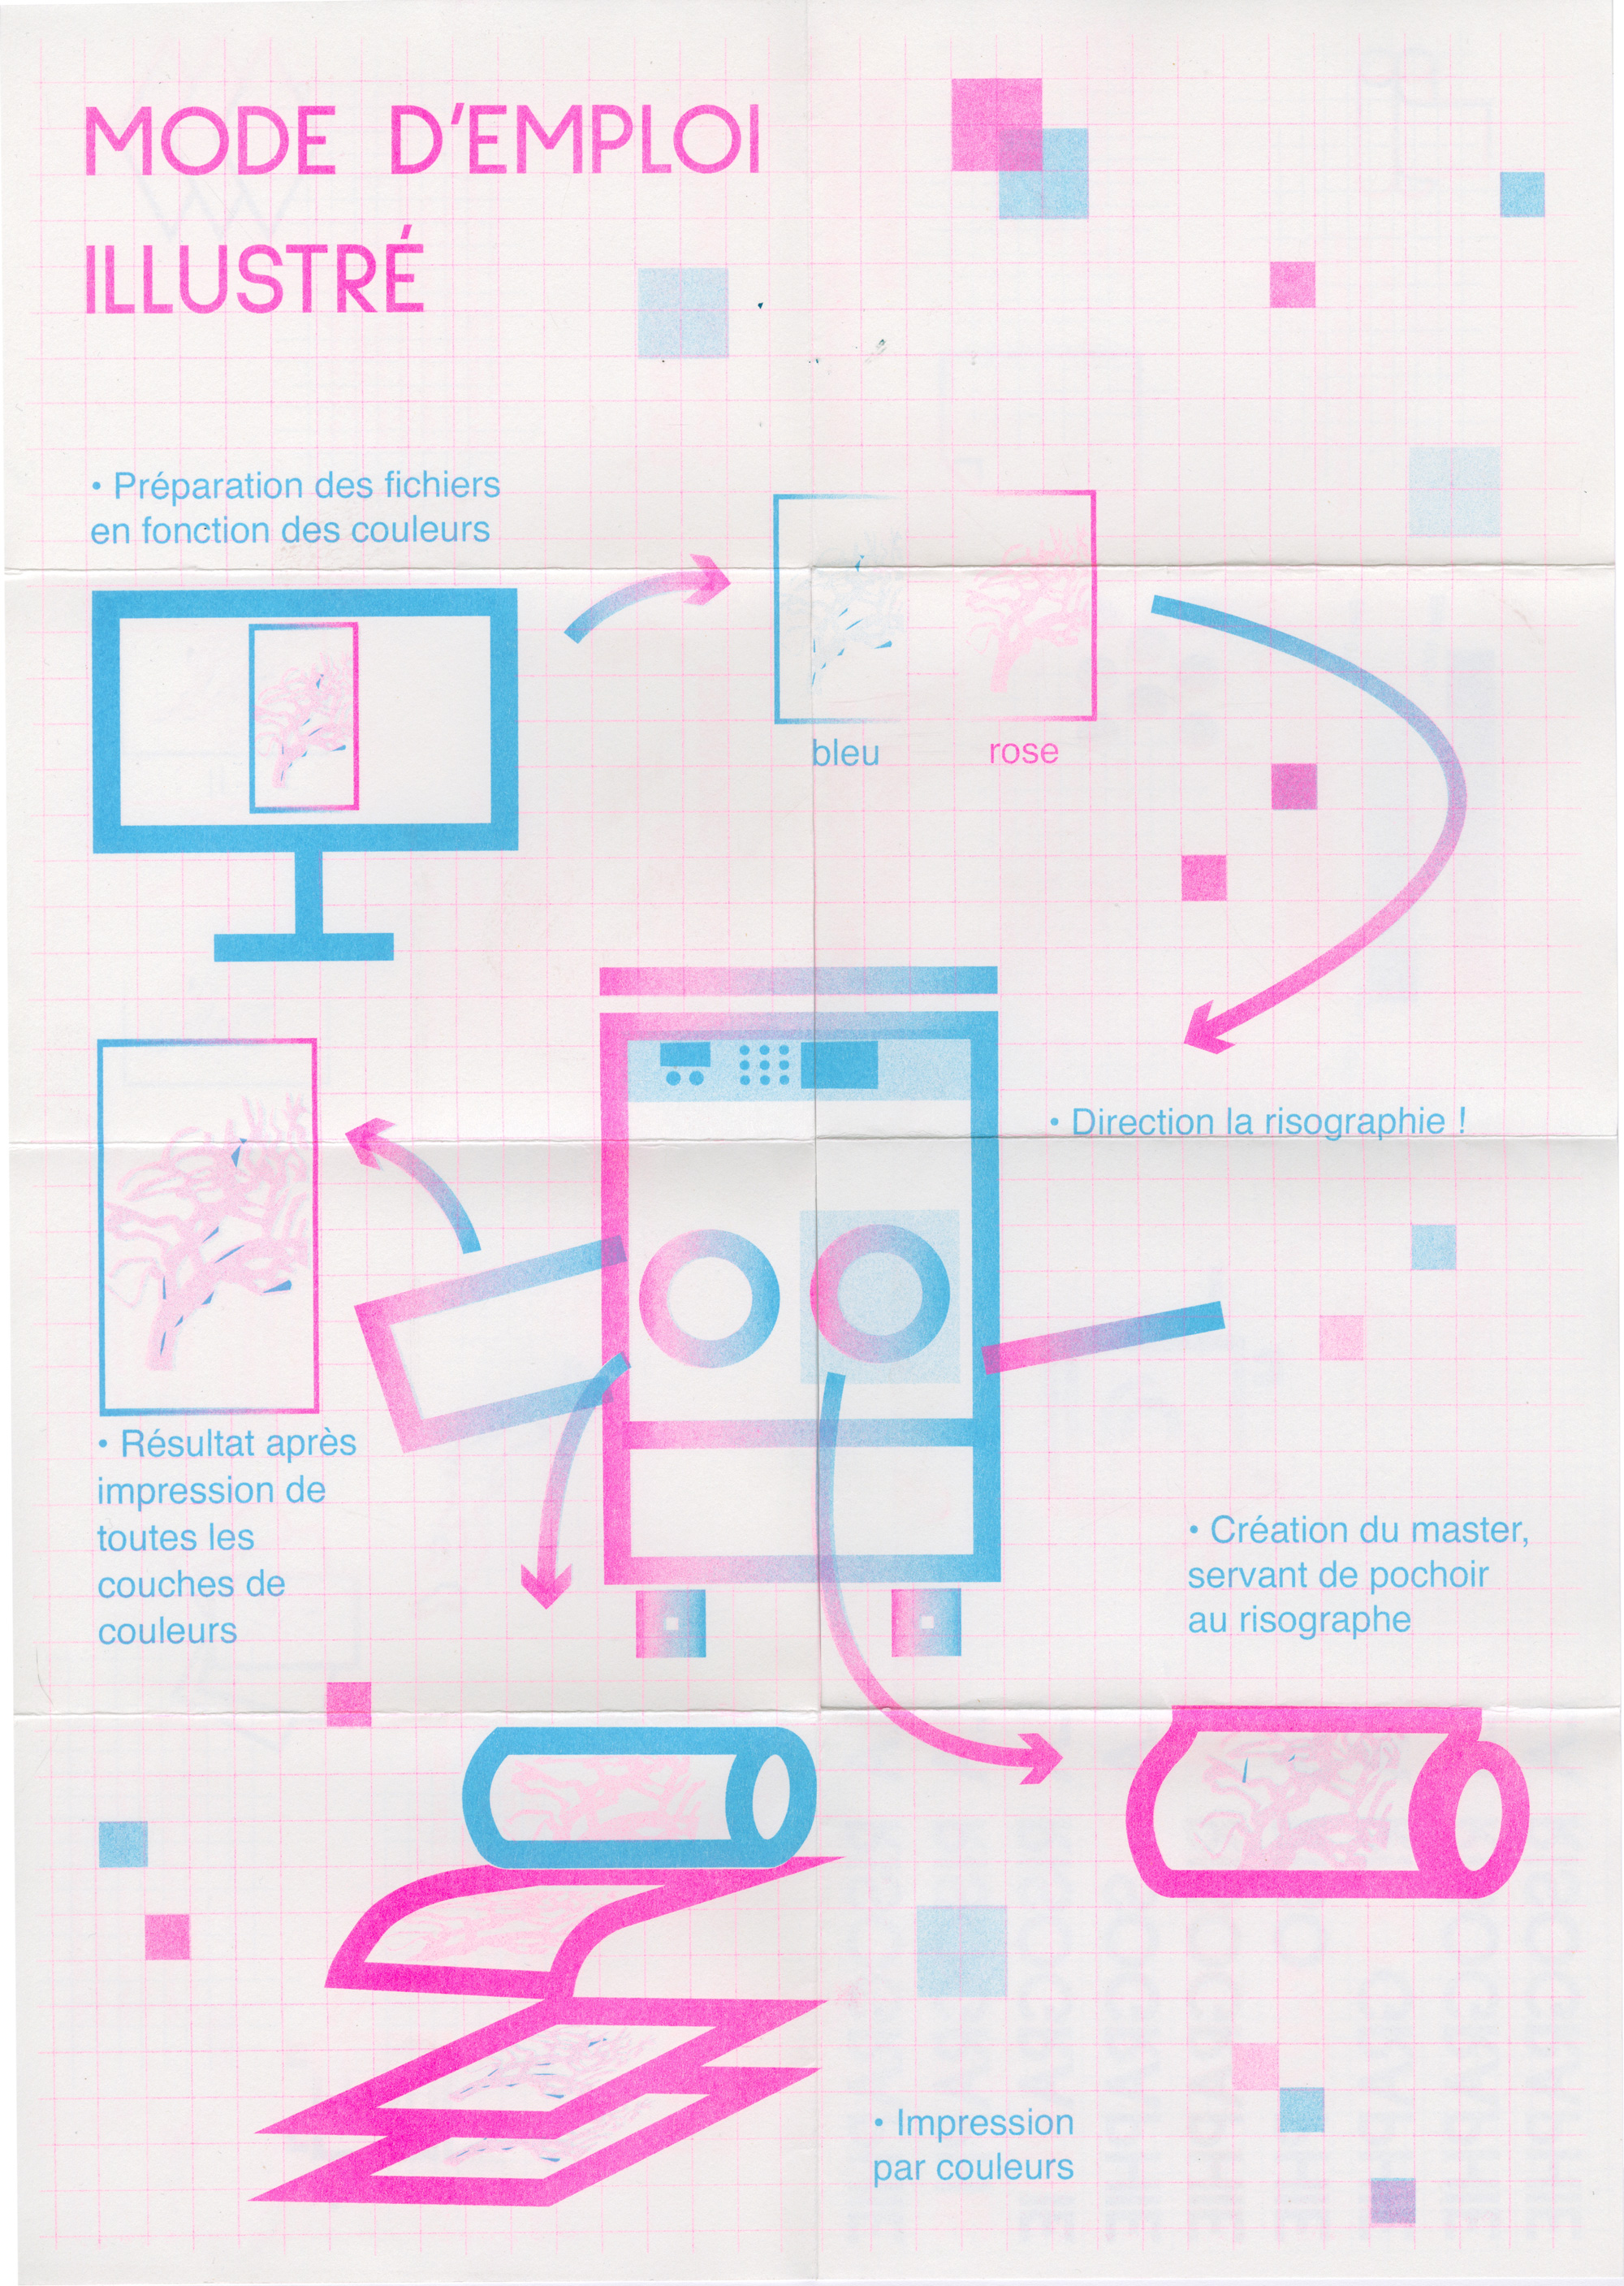 MODE D'EMPLOI
ILLUSTRÉ
• Préparation des fichiers
en fonction des couleurs
bleu
rose
• Direction la risographie !
• Création du master,
servant de pochoir
au risographe
• Impression
par couleurs
• Résultat après
impression de
toutes les
couches de
couleurs